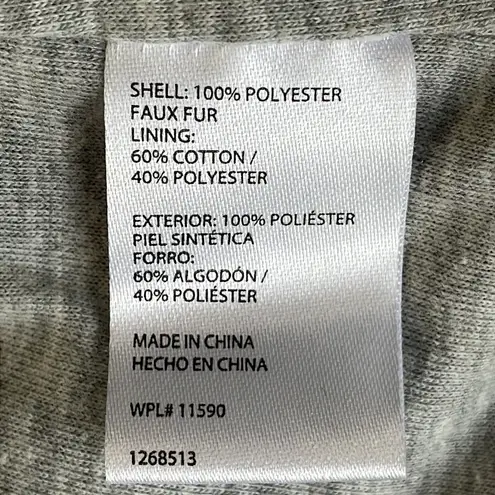 SHELL: 100% POLYESTER
FAUX FUR
LINING:
60% COTTON /
40% POLYESTER
EXTERIOR: 100% POLIÉSTER
PIEL SINTÉTICA
FORRO:
60% ALGODÓN /
40% POLIÉSTER
MADE IN CHINA
HECHO EN CHINA
WPL# 11590
1268513